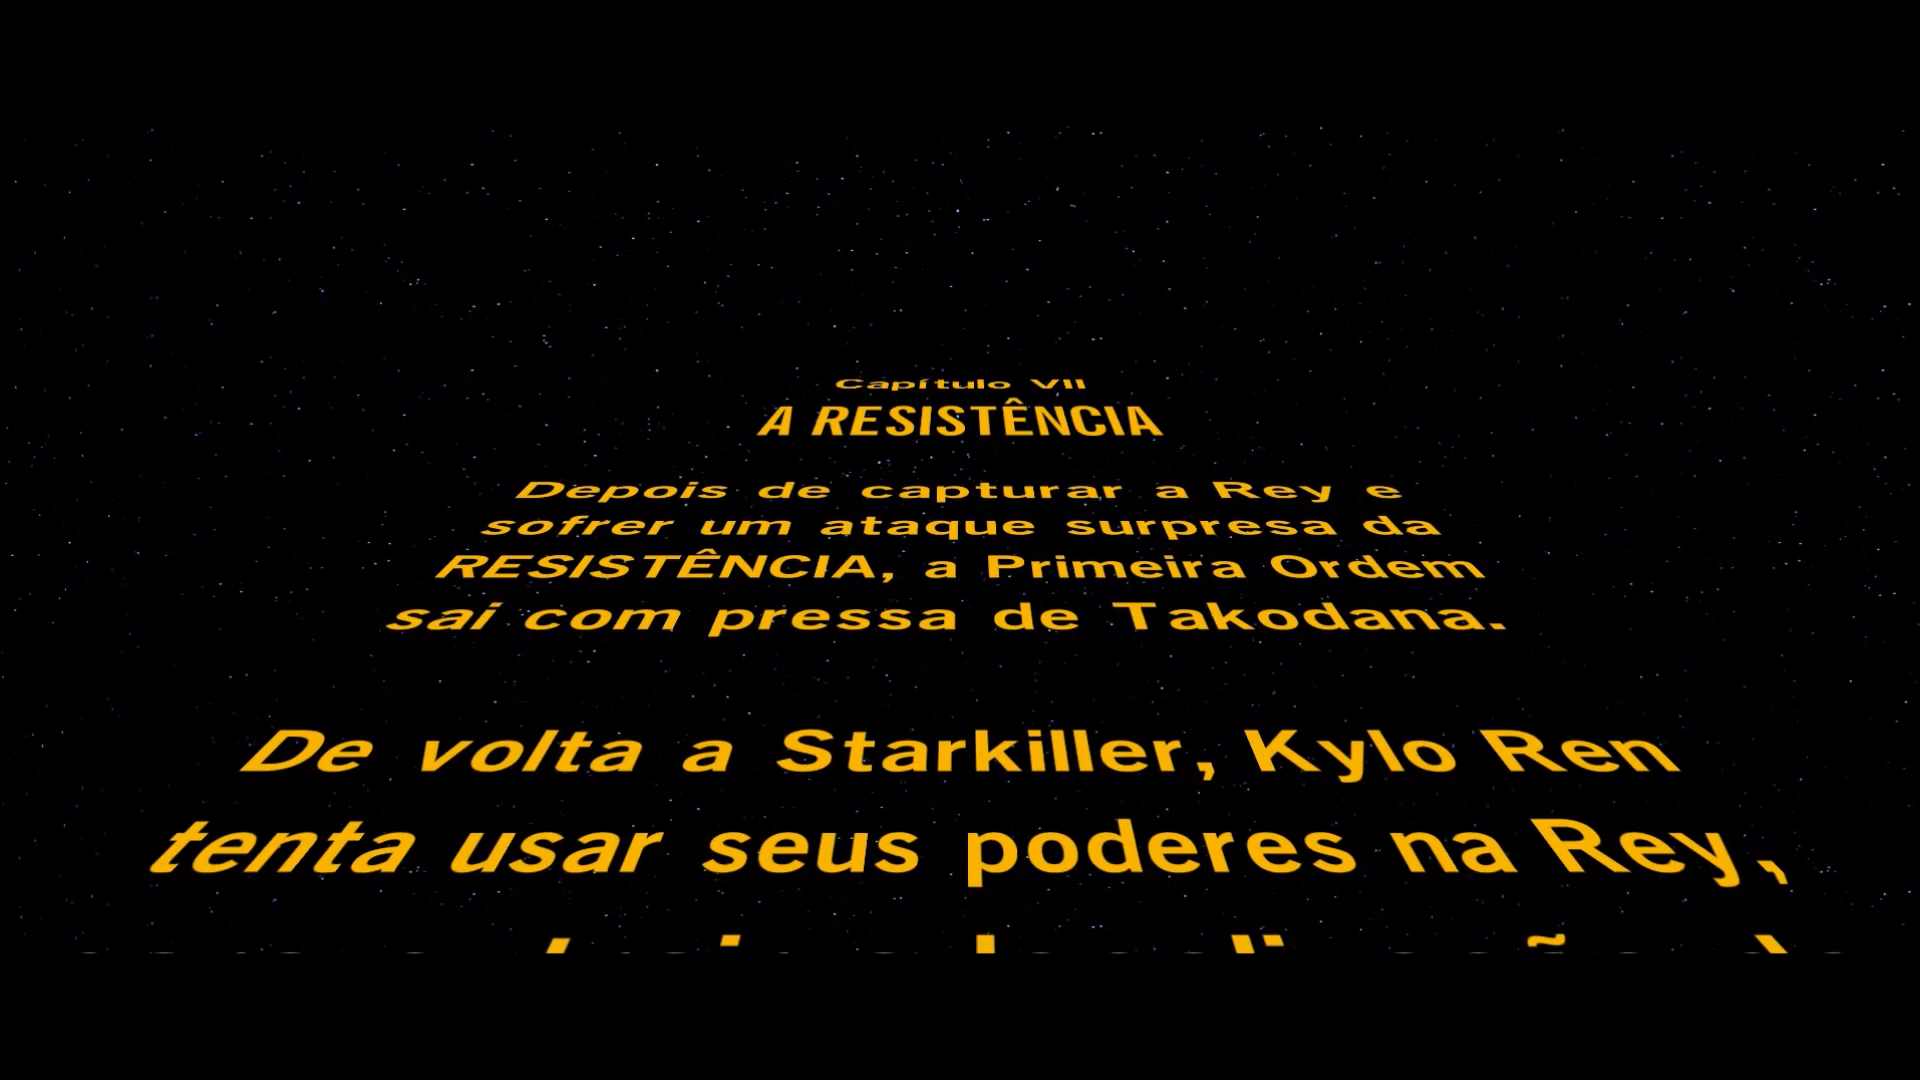 Capítulo VII
A RESISTÊNCIA
Depois de capturar a Rey e
sofrer um ataque surpresa da
RESISTÊNCIA, a Primeira Ordem
sai com pressa de Takodana.
De volta a Starkiller, Kylo Ren
tenta usar seus poderes na Rey,